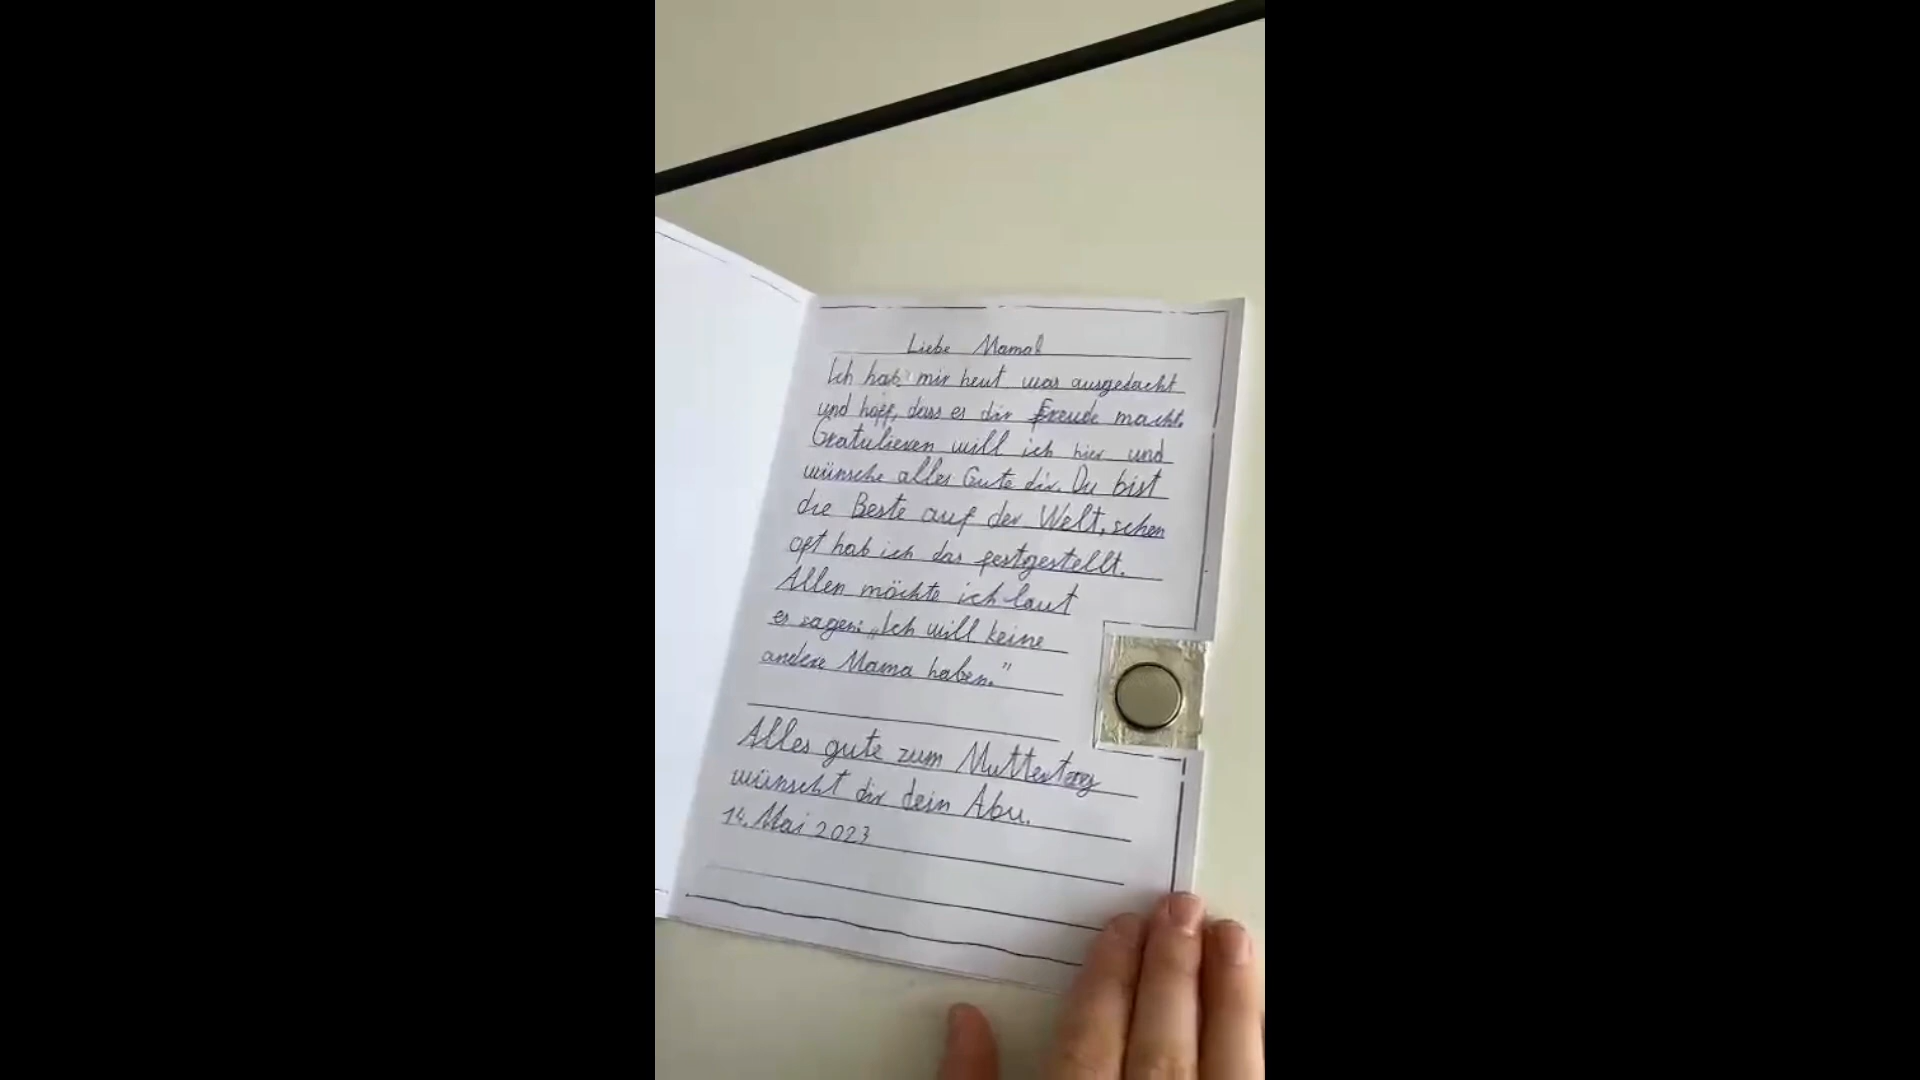 Liebe Mama!
Ich hab mir heut was ausgedacht
und hoff, dass es dir Freude macht.
Gratulieren will ich hier und
wünsche alles Gute dir. Du bist
die Beste auf der Welt, schon
oft hab ich das festgestellt.
Allen möchte ich laut
es sagen: „Ich will keine
andere Mama haben.“
Alles gute zum Muttertag
wünscht dir dein Abu.
14. Mai 2023